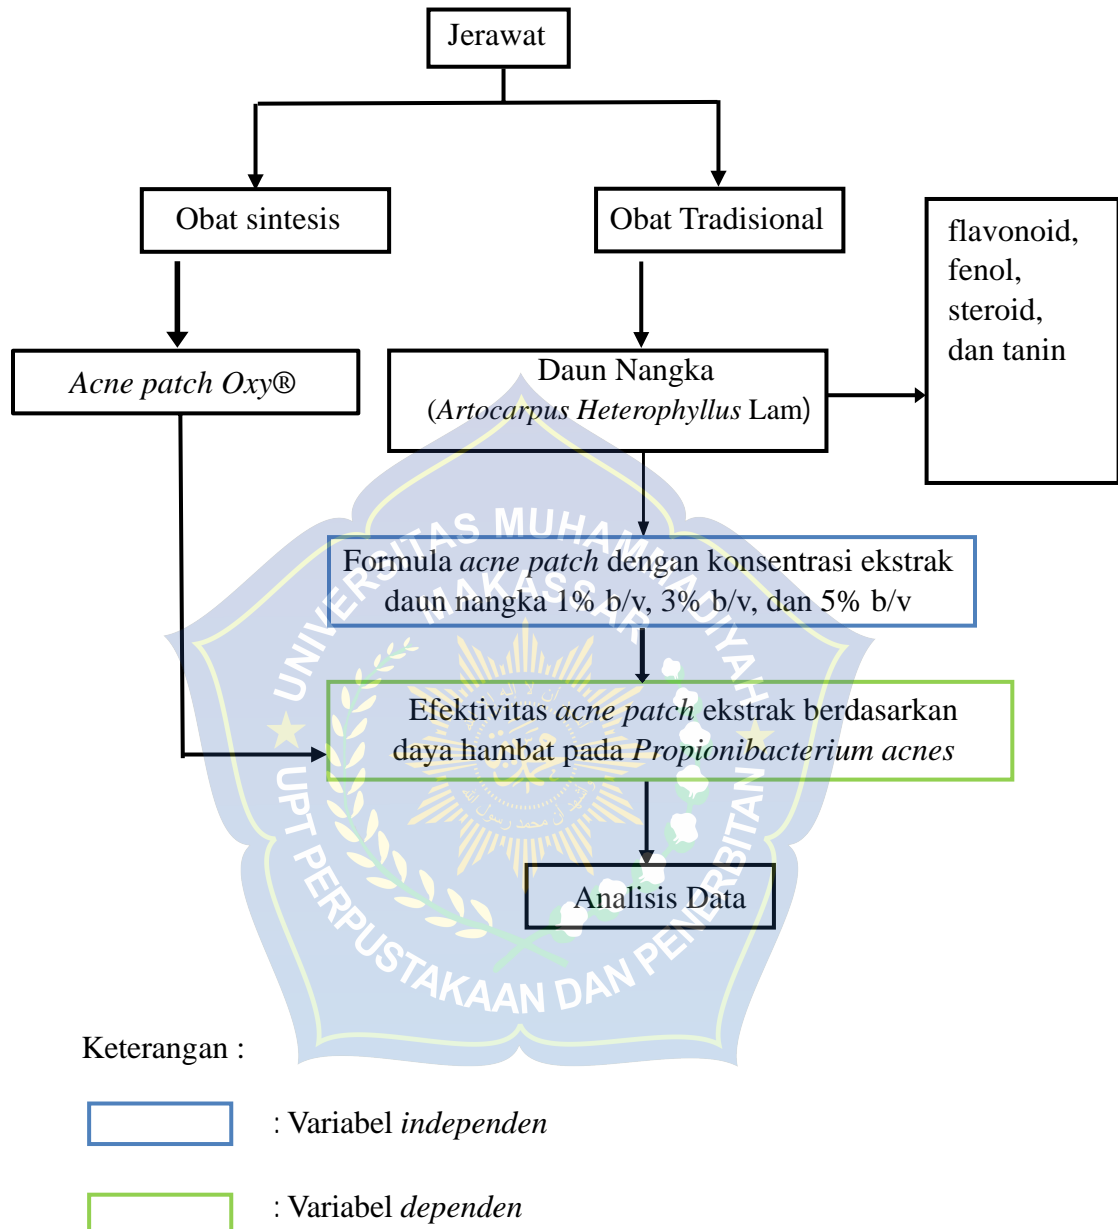 Jerawat
Obat sintesis
Obat Tradisional
flavonoid,
fenol,
steroid,
dan tanin
Acne patch Oxy®
Daun Nangka
(Artocarpus Heterophyllus Lam)
Formula acne patch dengan konsentrasi ekstrak
daun nangka 1% b/v, 3% b/v, dan 5% b/v
Efektivitas acne patch ekstrak berdasarkan
daya hambat pada Propionibacterium acnes
Analisis Data
UNIVERSITAS MUHAMMADIYAH
MAKASSAR
UPT PERPUSTAKAAN DAN PENERBITAN
Keterangan :
: Variabel independen
: Variabel dependen